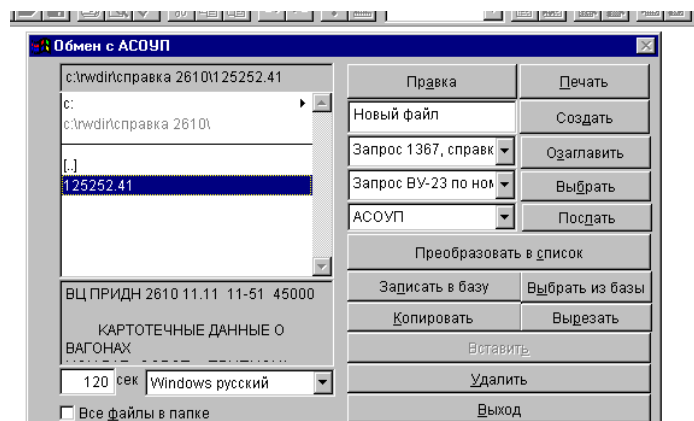 Обмен с АСОУП
c:\rwdir\справка 2610\125252.41
c:
c:\rwdir\справка 2610\
[..]
125252.41
ВЦ ПРИДН 2610 11.11 11-51 45000
КАРТОТЕЧНЫЕ ДАННЫЕ О
ВАГОНАХ
120 сек Windows русский
Все файлы в папке
Правка Печать
Новый файл Создать
Запрос 1367, справк Озаглавить
Запрос ВУ-23 по ном Выбрать
АСОУП Послать
Преобразовать в список
Записать в базу Выбрать из базы
Копировать Вырезать
Вставить
Удалить
Выход